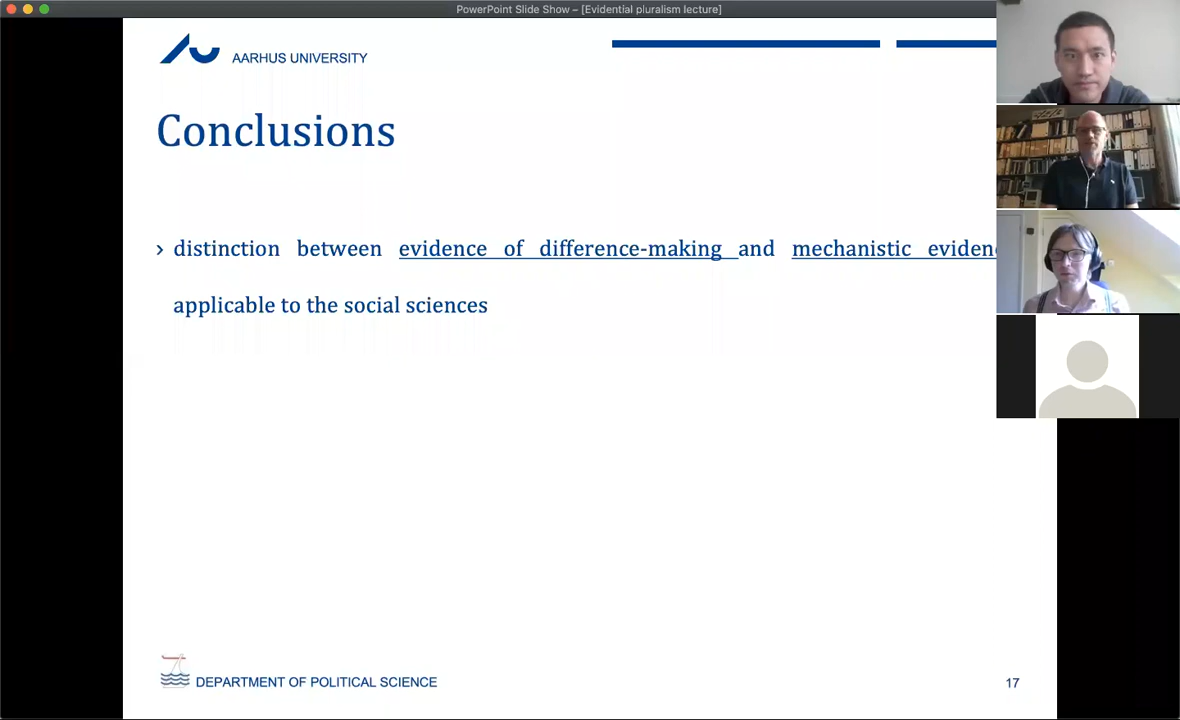 PowerPoint Slide Show – [Evidential pluralism lecture]
AARHUS UNIVERSITY
Conclusions
› distinction between evidence of difference-making and mechanistic evidenc
applicable to the social sciences
DEPARTMENT OF POLITICAL SCIENCE
17